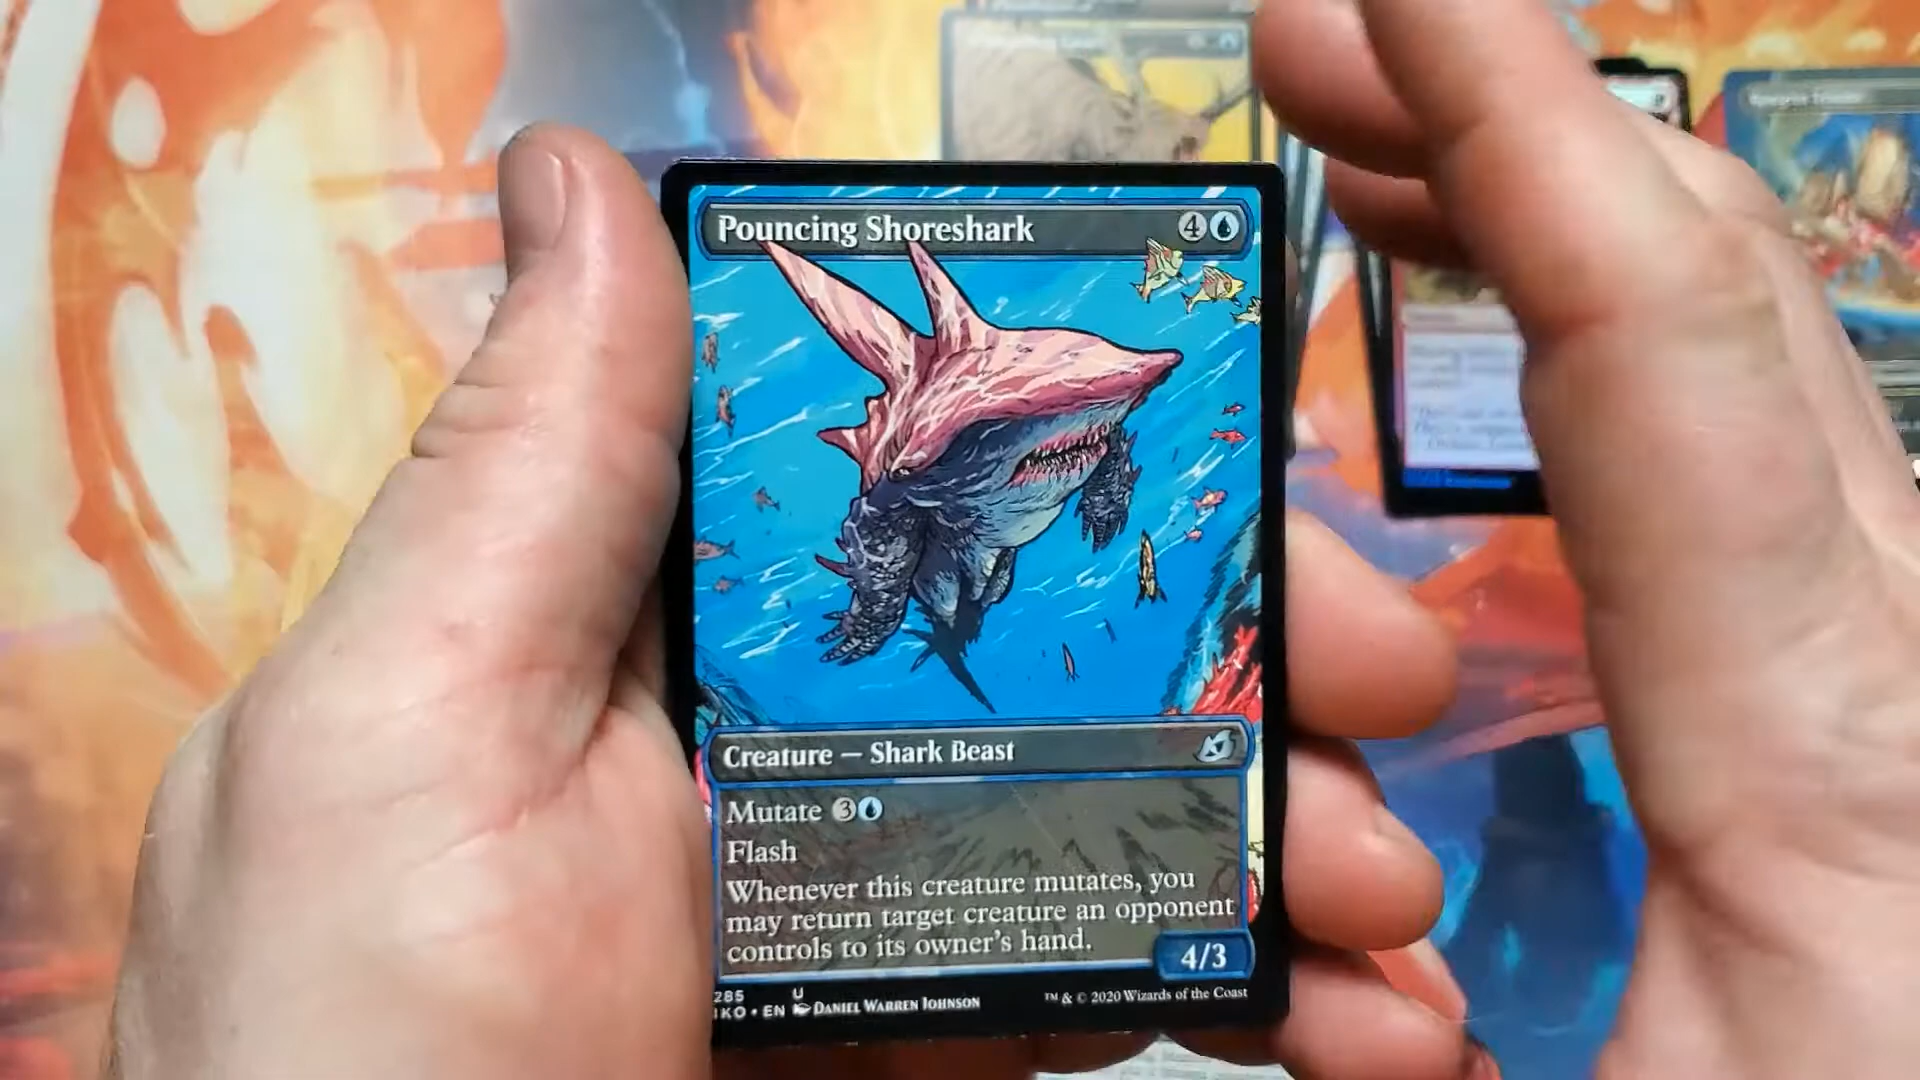 Pouncing Shoreshark 4
Creature — Shark Beast
Mutate 3
Flash
Whenever this creature mutates, you
may return target creature an opponent
controls to its owner's hand.
4/3
285 U
IKO • EN Daniel Warren Johnson
™ & © 2020 Wizards of the Coast